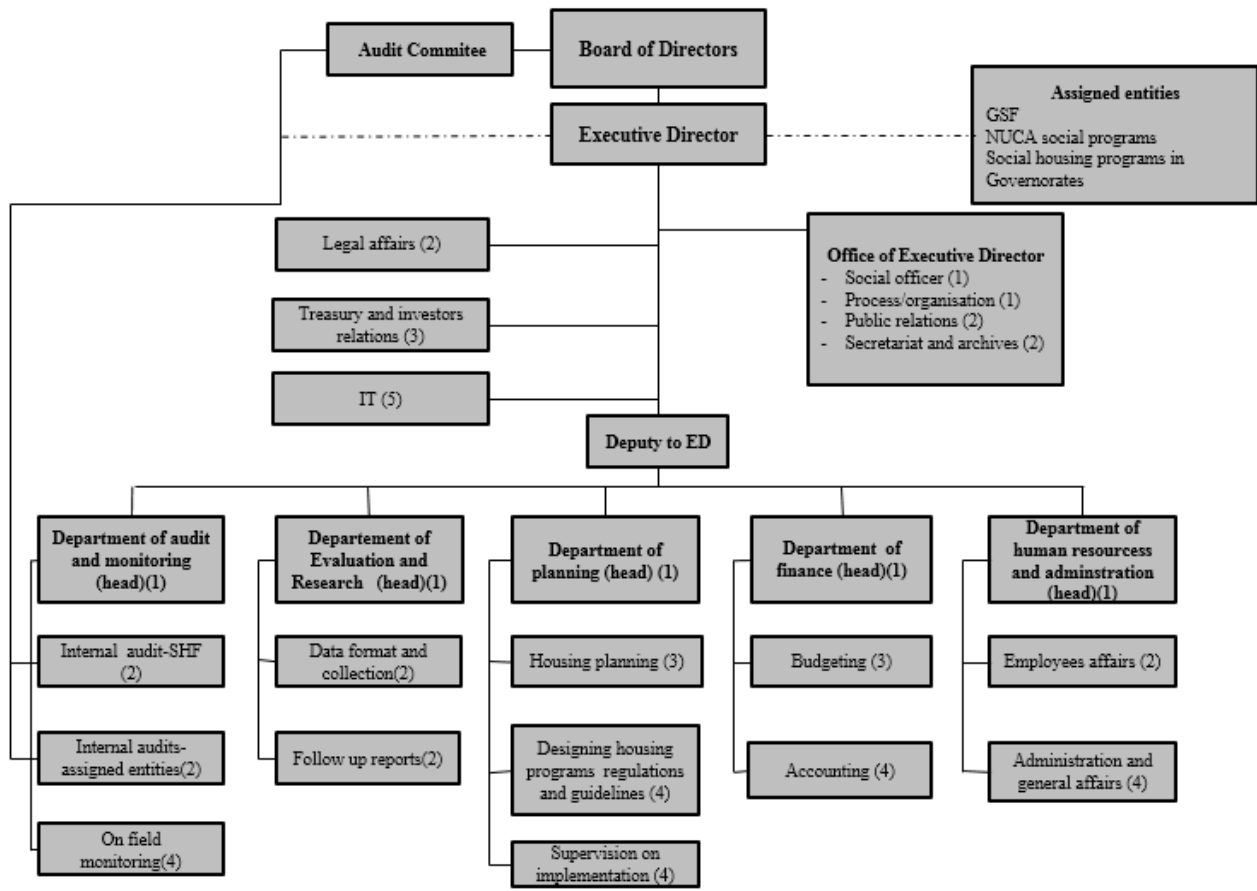 Audit Commitee
Board of Directors
Executive Director
Assigned entities
GSF
NUCA social programs
Social housing programs in
Governorates
Legal affairs (2)
Treasury and investors
relations (3)
IT (5)
Office of Executive Director
- Social officer (1)
- Process/organisation (1)
- Public relations (2)
- Secretariat and archives (2)
Deputy to ED
Department of audit
and monitoring
(head)(1)
Internal audit-SHF
(2)
Internal audits-
assigned entities(2)
On field
monitoring(4)
Departement of
Evaluation and
Research (head)(1)
Data format and
collection(2)
Follow up reports(2)
Department of
planning (head) (1)
Housing planning (3)
Designing housing
programs regulations
and guidelines (4)
Supervision on
implementation (4)
Department of
finance (head)(1)
Budgeting (3)
Accounting (4)
Department of
human resourcess
and adminstration
(head)(1)
Employees affairs (2)
Administration and
general affairs (4)